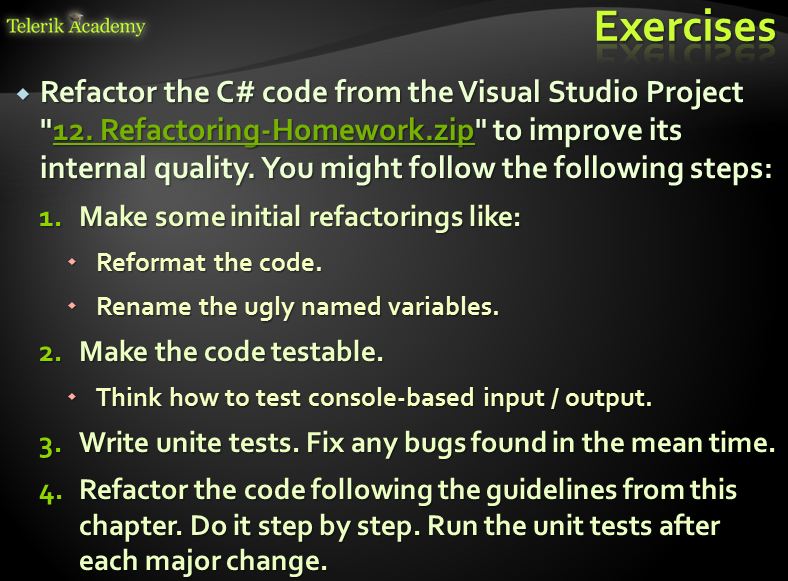 Telerik Academy
Exercises
◆ Refactor the C# code from the Visual Studio Project
"12. Refactoring-Homework.zip" to improve its
internal quality. You might follow the following steps:
1. Make some initial refactorings like:
Reformat the code.
Rename the ugly named variables.
2. Make the code testable.
Think how to test console-based input / output.
3. Write unite tests. Fix any bugs found in the mean time.
4. Refactor the code following the guidelines from this
chapter. Do it step by step. Run the unit tests after
each major change.